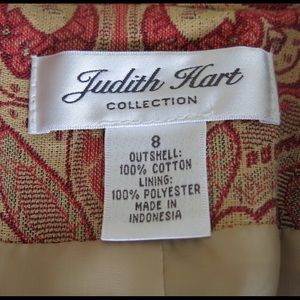 Judith Hart
COLLECTION
8
OUTSHELL:
100% COTTON
LINING:
100% POLYESTER
MADE IN
INDONESIA